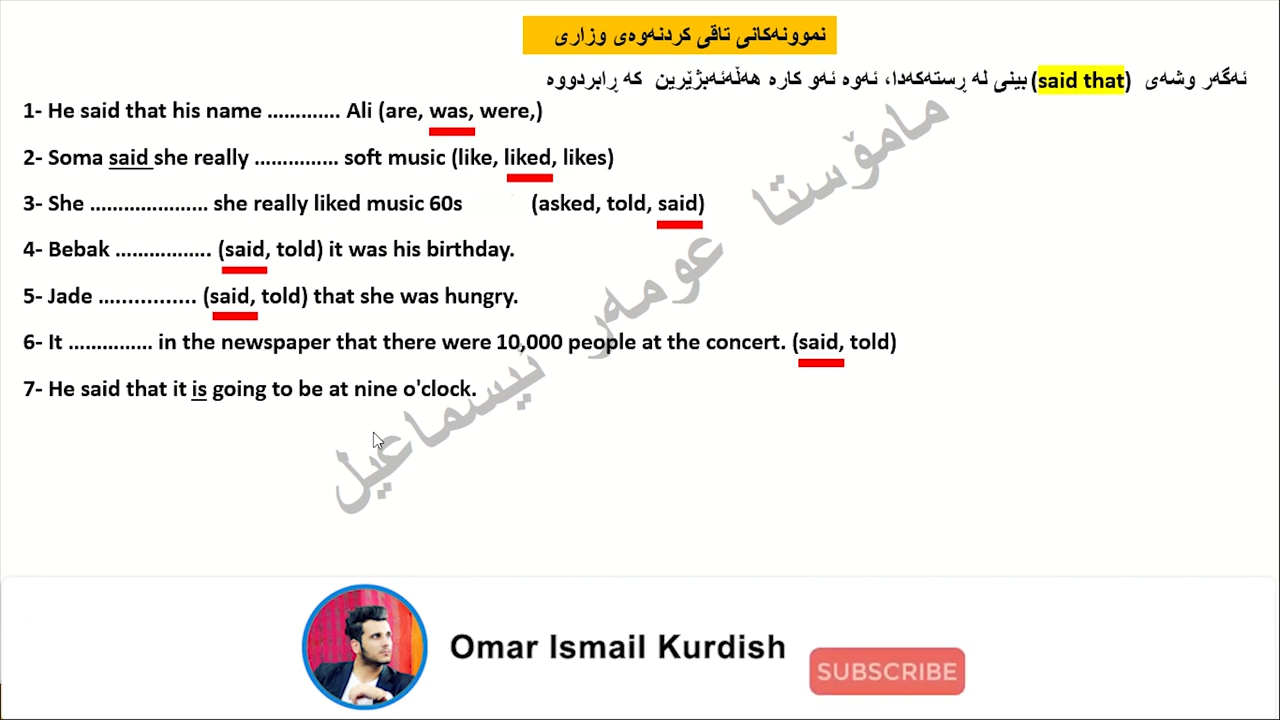 نموونەکانی تاقی کردنەوەی وزاری
ئەگەر وشەی (said that) بینی لە ڕستەکەدا، ئەوە ئەو کارە هەڵەئەبژێرین کە ڕابردووە
1- He said that his name ............. Ali (are, was, were,)
2- Soma said she really ............... soft music (like, liked, likes)
3- She ..................... she really liked music 60s (asked, told, said)
4- Bebak ................. (said, told) it was his birthday.
5- Jade ................ (said, told) that she was hungry.
6- It ............... in the newspaper that there were 10,000 people at the concert. (said, told)
7- He said that it is going to be at nine o'clock.
مامۆستا عومەر ئیسماعیل
Omar Ismail Kurdish
SUBSCRIBE